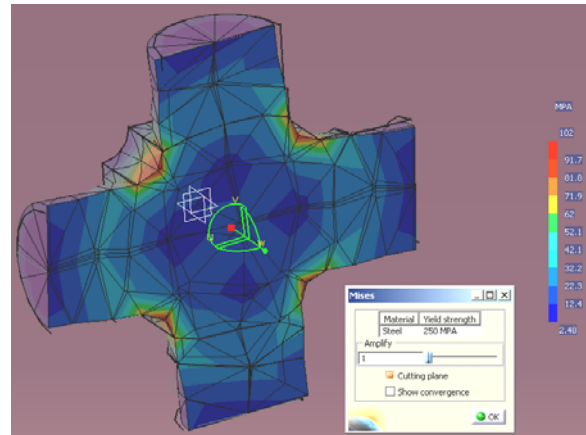 MPA
102
91.7
81.8
71.9
62
52.1
42.1
32.2
22.3
12.4
2.48
Mises
Material Yield strength
Steel 250 MPA
Amplify
1
Cutting plane
Show convergence
OK
V
W